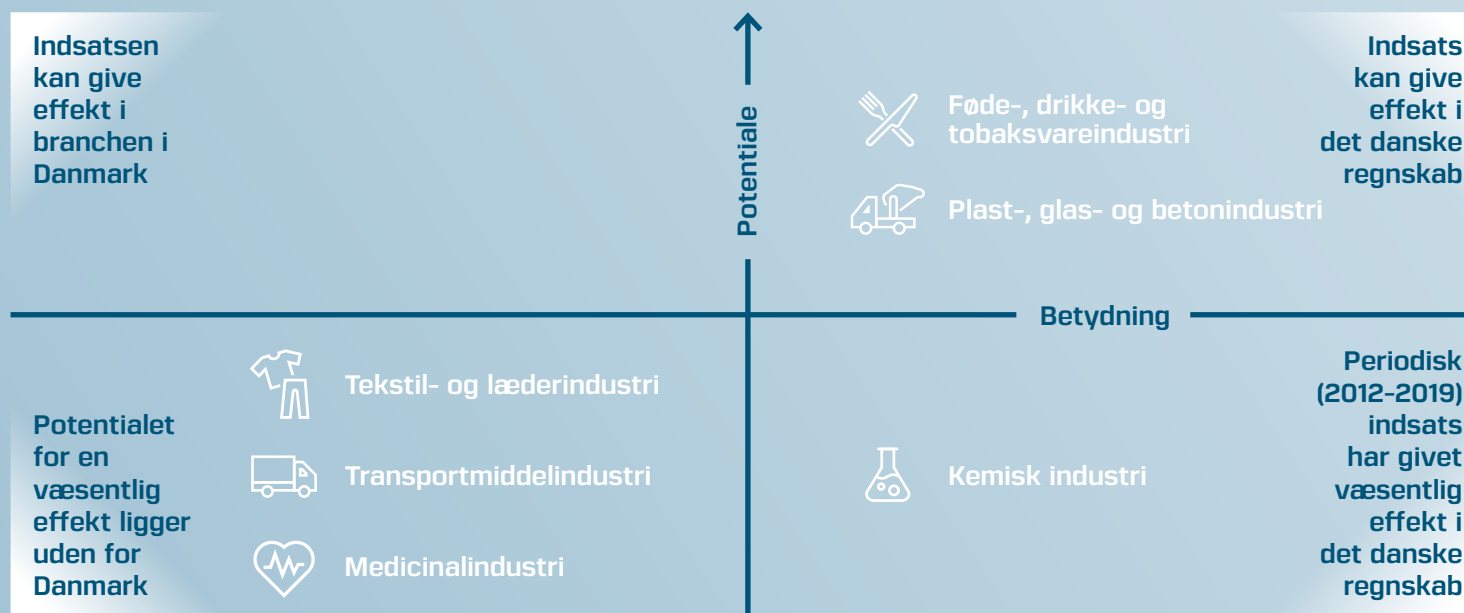 Indsatsen
kan give
effekt i
branchen i
Danmark
Potentiale
Føde-, drikke- og
tobaksvareindustri
Plast-, glas- og betonindustri
Indsats
kan give
effekt i
det danske
regnskab
Betydning
Potentialet
for en
væsentlig
effekt ligger
uden for
Danmark
Tekstil- og læderindustri
Transportmiddelindustri
Medicinalindustri
Kemisk industri
Periodisk
(2012-2019)
indsats
har givet
væsentlig
effekt i
det danske
regnskab